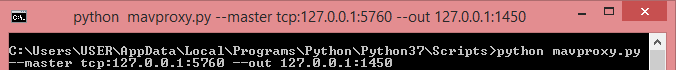 python  mavproxy.py --master tcp:127.0.0.1:5760 --out 127.0.0.1:1450
C:\Users\USER\AppData\Local\Programs\Python\Python37\Scripts>python mavproxy.py
--master tcp:127.0.0.1:5760 --out 127.0.0.1:1450